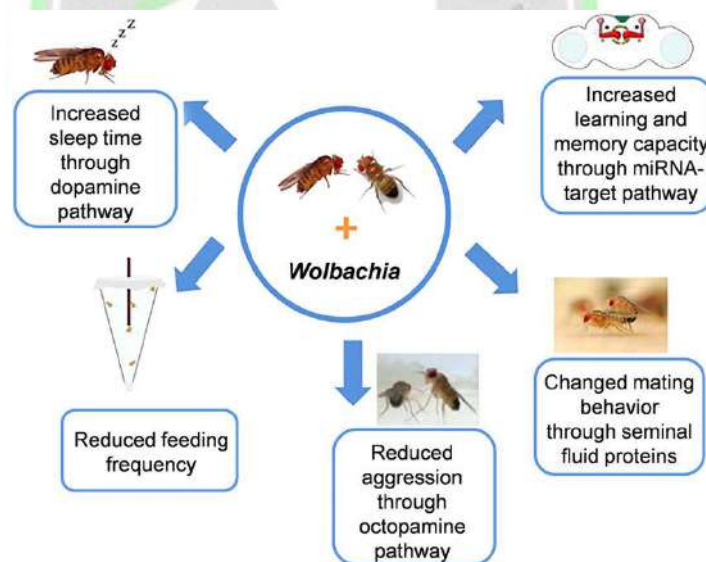 z z z
Increased
sleep time
through
dopamine
pathway
Increased
learning and
memory capacity
through miRNA-
target pathway
+
Wolbachia
Reduced feeding
frequency
Reduced
aggression
through
octopamine
pathway
Changed mating
behavior
through seminal
fluid proteins